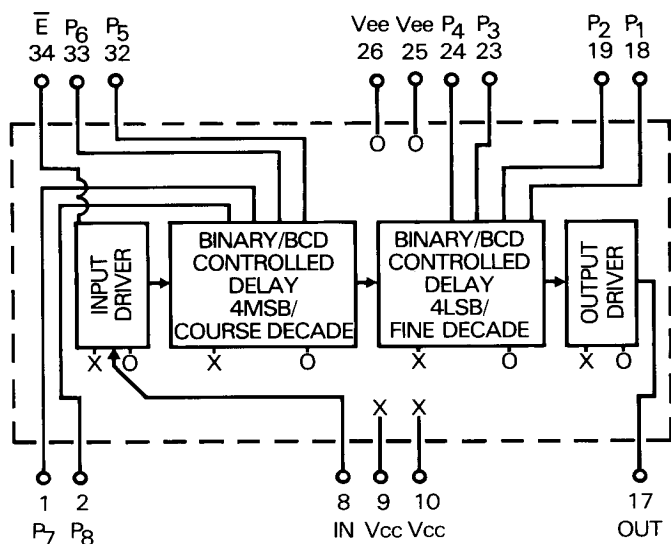 E̅ P6 P5 Vee Vee P4 P3 P2 P1
34 33 32 26 25 24 23 19 18
O O
INPUT DRIVER
BINARY/BCD
CONTROLLED
DELAY
4MSB/
COURSE DECADE
BINARY/BCD
CONTROLLED
DELAY
4LSB/
FINE DECADE
OUTPUT DRIVER
X O X O X O X O
X X
1 2 8 9 10 17
P7 P8 IN Vcc Vcc OUT